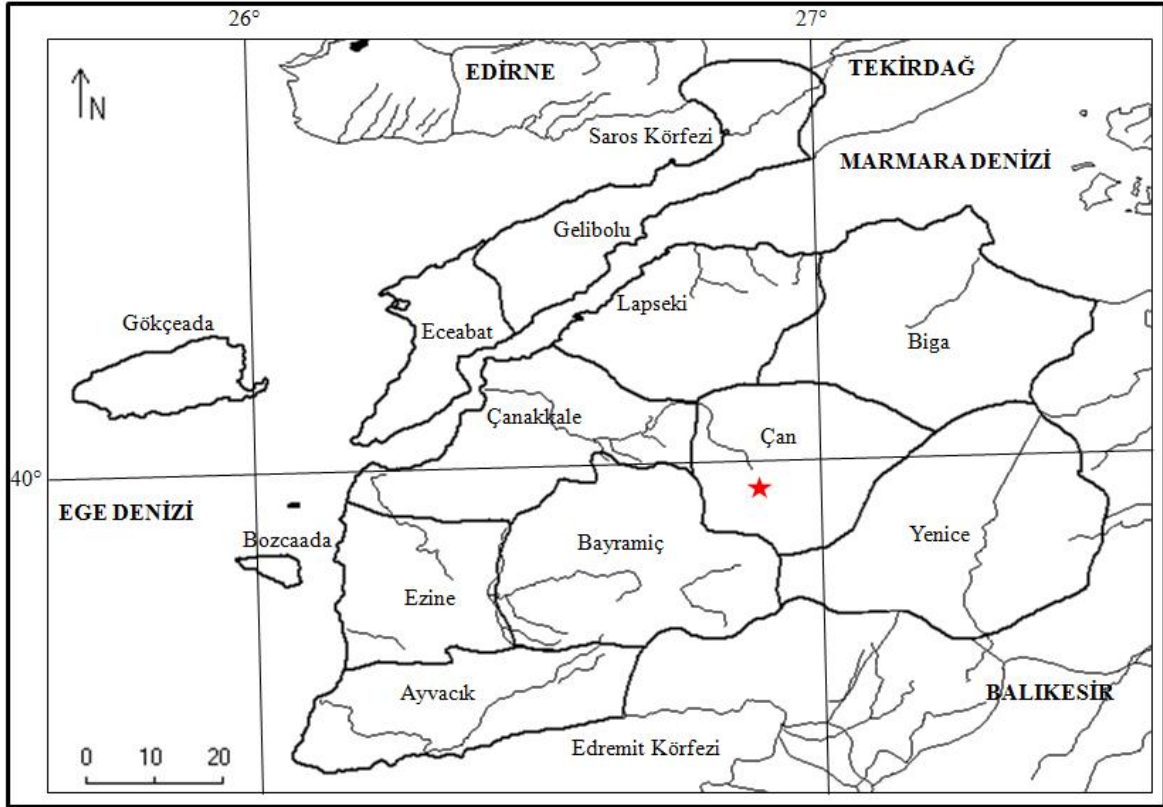 26°
27°
N
EDİRNE
TEKİRDAĞ
Saros Körfezi
MARMARA DENİZİ
Gelibolu
Lapseki
Gökçeada
Eceabat
Biga
Çanakkale
Çan
40°
EGE DENİZİ
Bozcaada
Bayramiç
Yenice
Ezine
Ayvacık
BALIKESİR
Edremit Körfezi
0 10 20